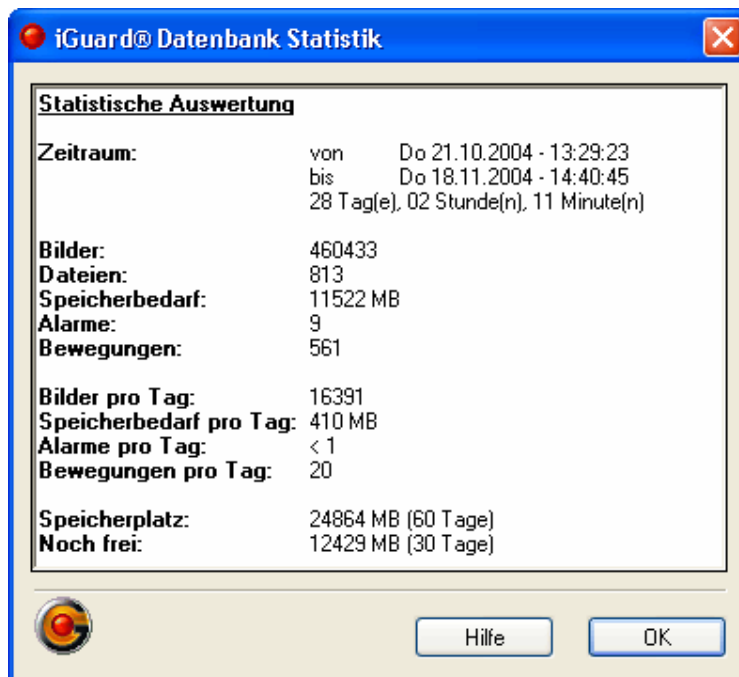 iGuard® Datenbank Statistik
Statistische Auswertung
Zeitraum: von Do 21.10.2004 - 13:29:23
bis Do 18.11.2004 - 14:40:45
28 Tag(e), 02 Stunde(n), 11 Minute(n)
Bilder: 460433
Dateien: 813
Speicherbedarf: 11522 MB
Alarme: 9
Bewegungen: 561
Bilder pro Tag: 16391
Speicherbedarf pro Tag: 410 MB
Alarme pro Tag: < 1
Bewegungen pro Tag: 20
Speicherplatz: 24864 MB (60 Tage)
Noch frei: 12429 MB (30 Tage)
Hilfe OK